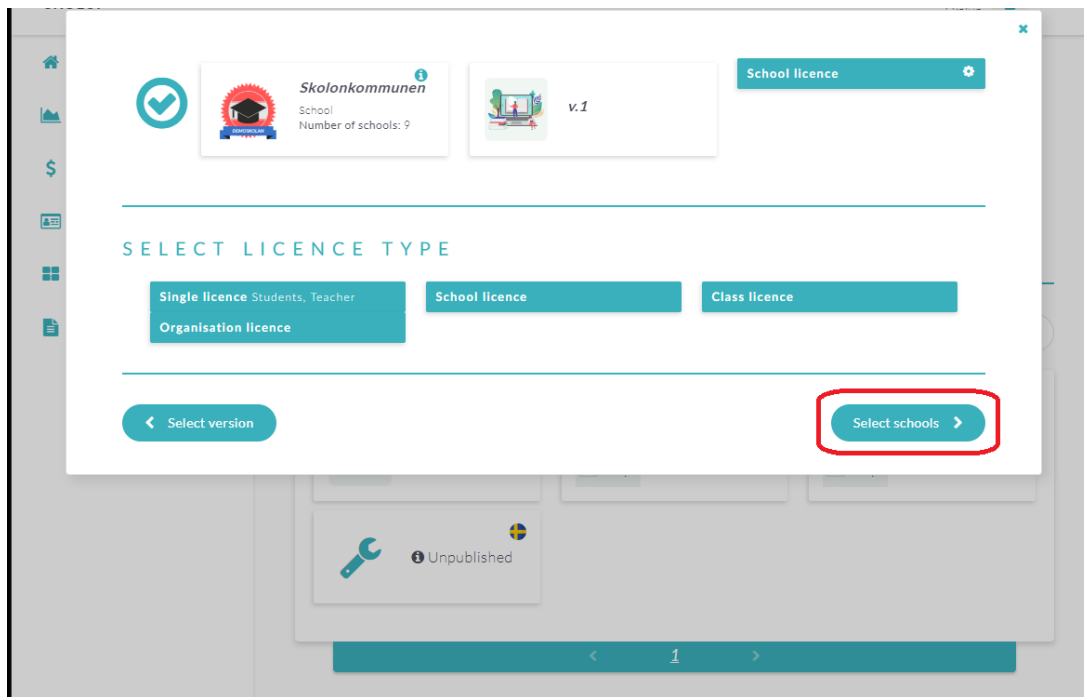 School licence
Skolonkommunen
School
Number of schools: 9
v.1
DEMOSKOLAN
SELECT LICENCE TYPE
Single licence Students, Teacher
School licence
Class licence
Organisation licence
Select version
Select schools
Unpublished
1